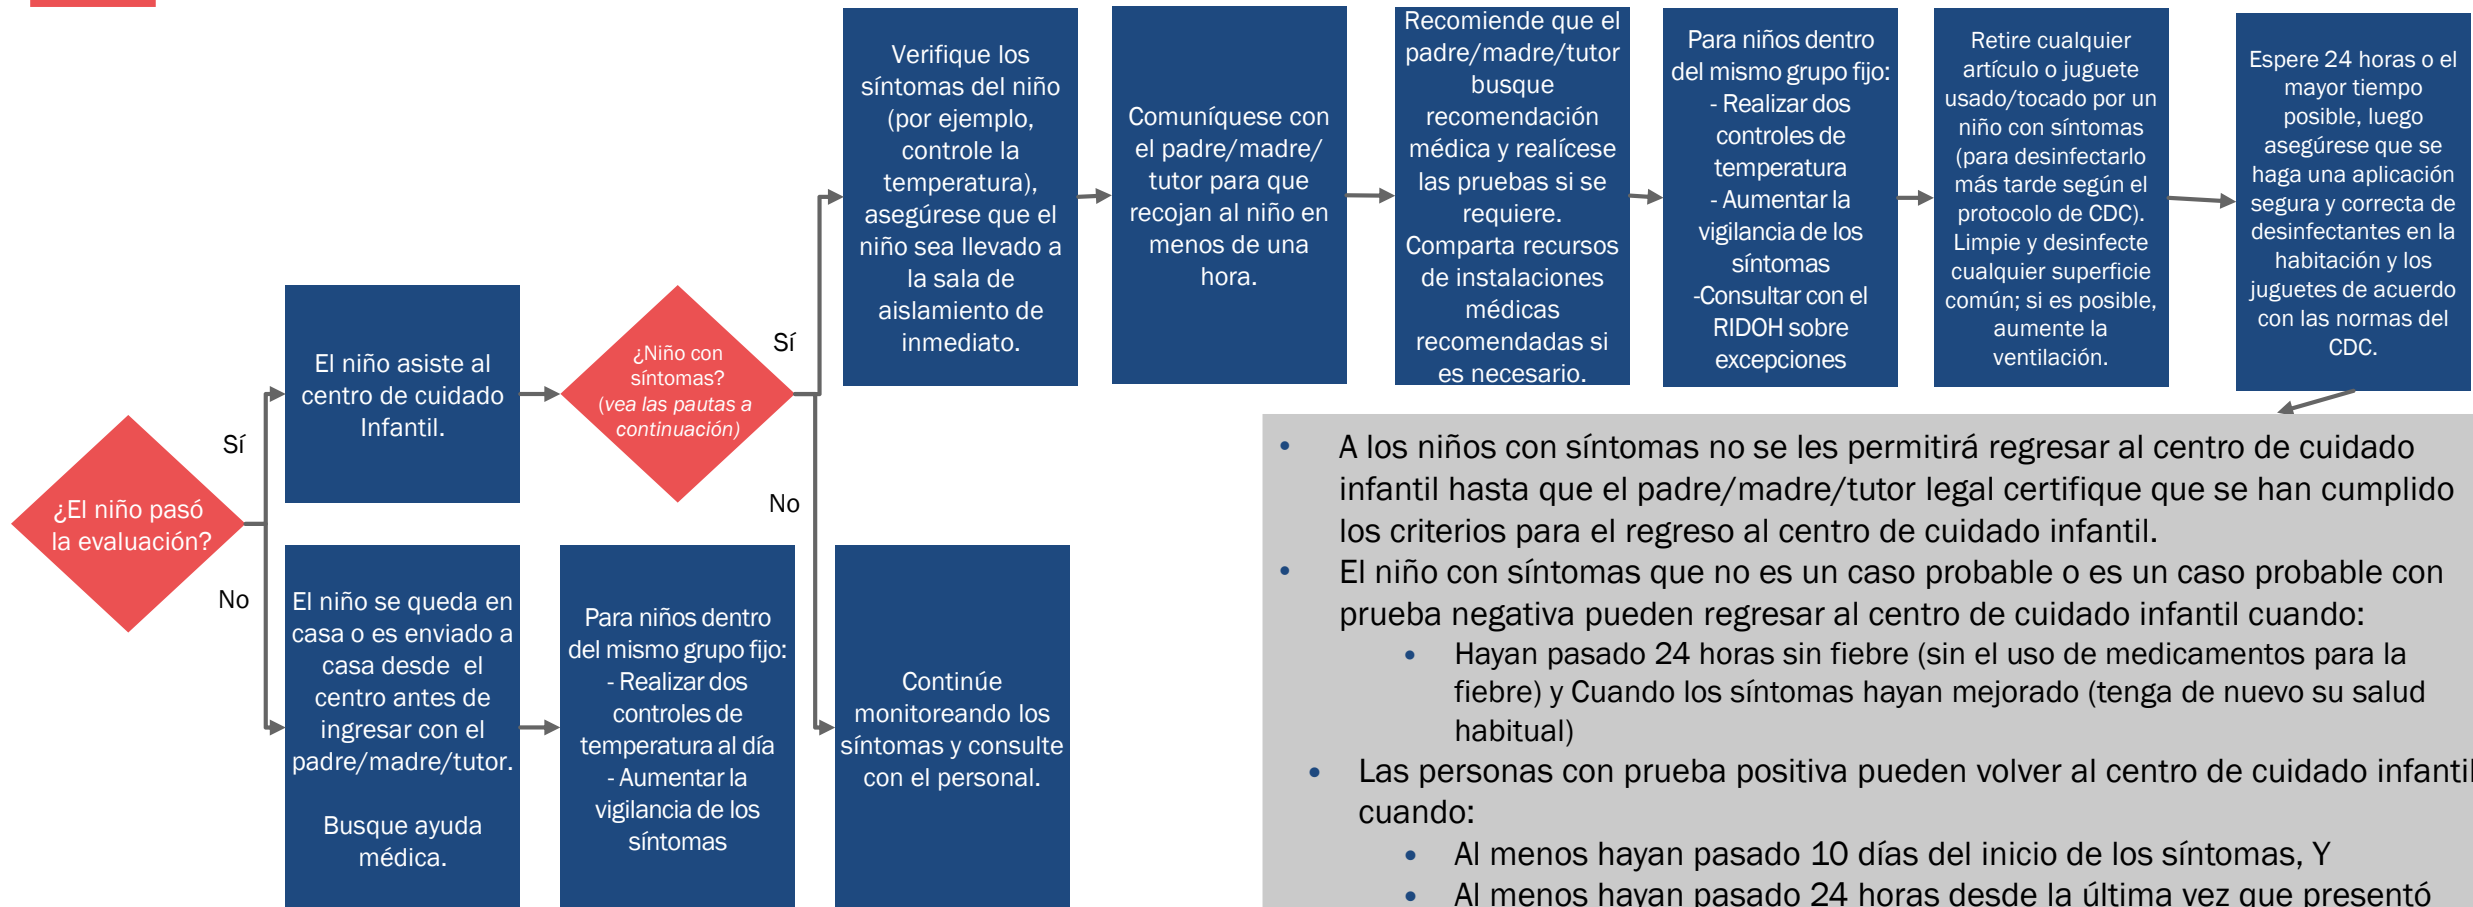 ¿El niño pasó
la evaluación?
Sí
No
El niño asiste al
centro de cuidado
Infantil.
El niño se queda en
casa o es enviado a
casa desde el
centro antes de
ingresar con el
padre/madre/tutor.
Busque ayuda
médica.
Para niños dentro
del mismo grupo fijo:
- Realizar dos
controles de
temperatura al día
- Aumentar la
vigilancia de los
síntomas
¿Niño con
síntomas?
(vea las pautas a
continuación)
Sí
No
Continúe
monitoreando los
síntomas y consulte
con el personal.
Verifique los
síntomas del niño
(por ejemplo,
controle la
temperatura),
asegúrese que el
niño sea llevado a
la sala de
aislamiento de
inmediato.
Comuníquese con
el padre/madre/
tutor para que
recojan al niño en
menos de una
hora.
Recomiende que el
padre/madre/tutor
busque
recomendación
médica y realícese
las pruebas si se
requiere.
Comparta recursos
de instalaciones
médicas
recomendadas si
es necesario.
Para niños dentro
del mismo grupo fijo:
- Realizar dos
controles de
temperatura
- Aumentar la
vigilancia de los
síntomas
-Consultar con el
RIDOH sobre
excepciones
Retire cualquier
artículo o juguete
usado/tocado por un
niño con síntomas
(para desinfectarlo
más tarde según el
protocolo de CDC).
Limpie y desinfecte
cualquier superficie
común; si es posible,
aumente la
ventilación.
Espere 24 horas o el
mayor tiempo
posible, luego
asegúrese que se
haga una aplicación
segura y correcta de
desinfectantes en la
habitación y los
juguetes de acuerdo
con las normas del
CDC.
• A los niños con síntomas no se les permitirá regresar al centro de cuidado
infantil hasta que el padre/madre/tutor legal certifique que se han cumplido
los criterios para el regreso al centro de cuidado infantil.
• El niño con síntomas que no es un caso probable o es un caso probable con
prueba negativa pueden regresar al centro de cuidado infantil cuando:
• Hayan pasado 24 horas sin fiebre (sin el uso de medicamentos para la
fiebre) y Cuando los síntomas hayan mejorado (tenga de nuevo su salud
habitual)
• Las personas con prueba positiva pueden volver al centro de cuidado infantil
cuando:
• Al menos hayan pasado 10 días del inicio de los síntomas, Y
• Al menos hayan pasado 24 horas desde la última vez que presentó